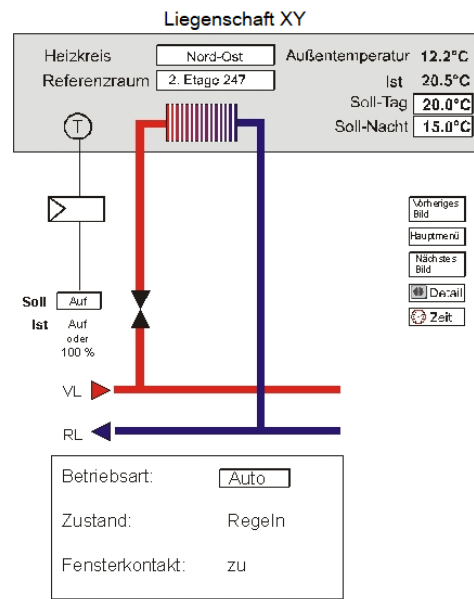 Liegenschaft XY
Heizkreis Nord-Ost Außentemperatur 12.2°C
Referenzraum 2. Etage 247 Ist 20.5°C
Soll-Tag 20.0°C
Soll-Nacht 15.0°C
T
Vorheriges
Bild
Hauptmenü
Nächstes
Bild
Detail
Zeit
Soll Auf
Ist Auf
oder
100 %
VL
RL
Betriebsart: Auto
Zustand: Regeln
Fensterkontakt: zu